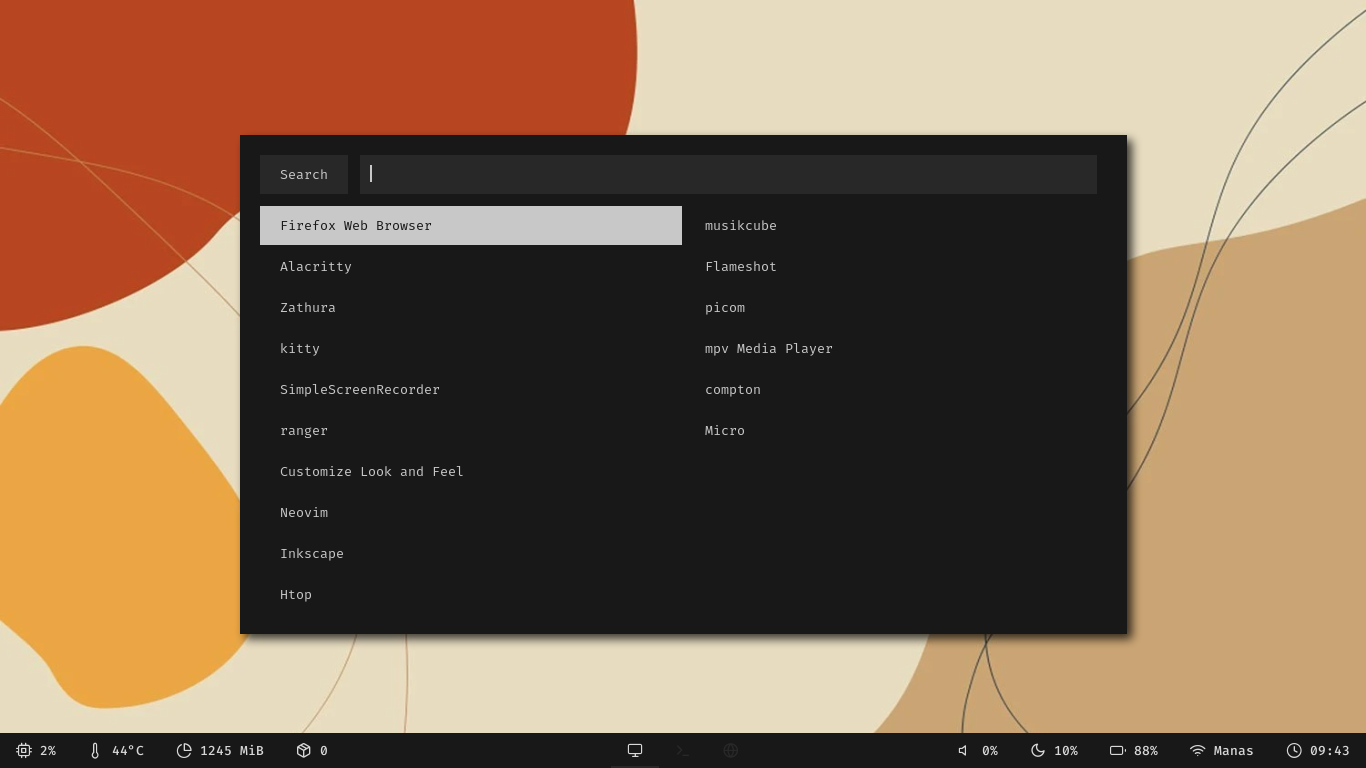 Search
Firefox Web Browser
Alacritty
Zathura
kitty
SimpleScreenRecorder
ranger
Customize Look and Feel
Neovim
Inkscape
Htop
musikcube
Flameshot
picom
mpv Media Player
compton
Micro
2% 44°C 1245 MiB 0 0% 10% 88% Manas 09:43